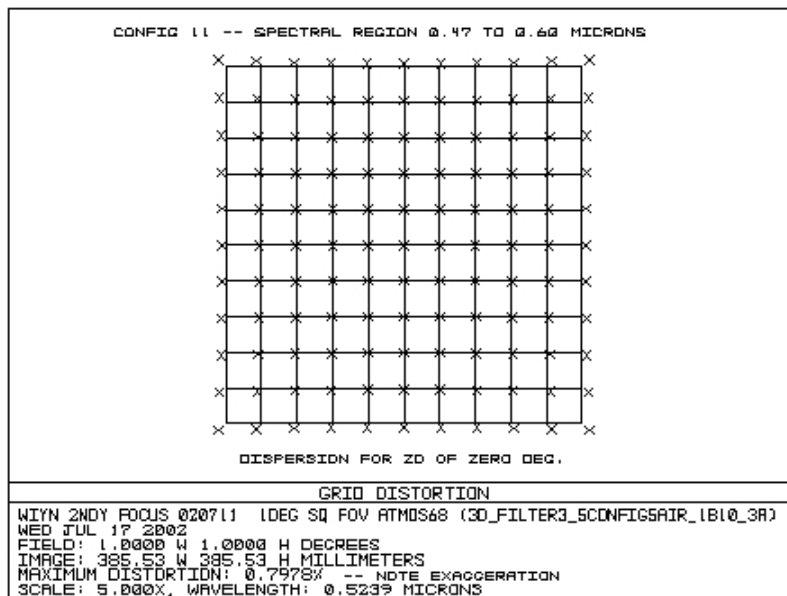 CONFIG 11 -- SPECTRAL REGION 0.47 TO 0.60 MICRONS
DISPERSION FOR ZD OF ZERO DEG.
GRID DISTORTION
WIYN 2NDY FOCUS 020711 1DEG SQ FOV ATMOS68 (3D_FILTER3_5CONFIG5AIR_1B10_3A)
WED JUL 17 2002
FIELD: 1.0000 W 1.0000 H DEGREES
IMAGE: 385.53 W 385.53 H MILLIMETERS
MAXIMUM DISTORTION: 0.7978% -- NOTE EXAGGERATION
SCALE: 5.000X, WAVELENGTH: 0.5239 MICRONS